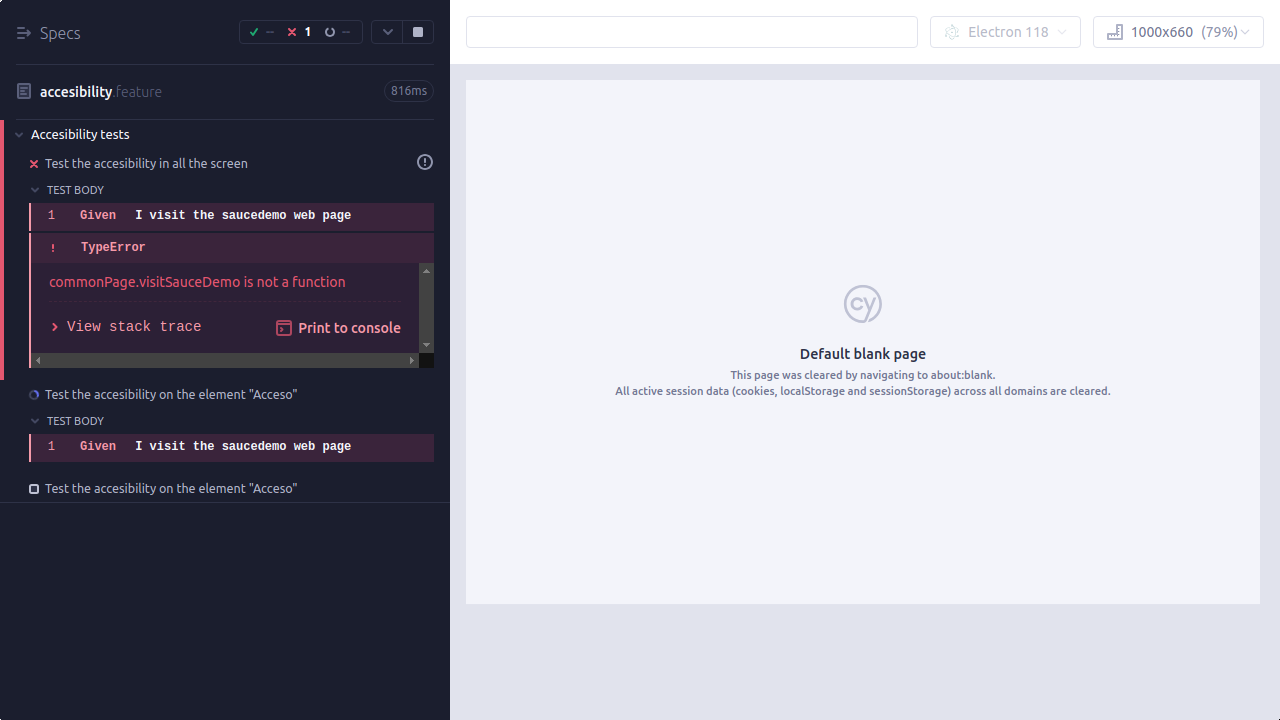 Specs
-- 1 --
accesibility.feature 816ms
Accesibility tests
Test the accesibility in all the screen
TEST BODY
1 Given I visit the saucedemo web page
! TypeError
commonPage.visitSauceDemo is not a function
View stack trace Print to console
Test the accesibility on the element "Acceso"
TEST BODY
1 Given I visit the saucedemo web page
Test the accesibility on the element "Acceso"
Electron 118 1000x660 (79%)
cy
Default blank page
This page was cleared by navigating to about:blank.
All active session data (cookies, localStorage and sessionStorage) across all domains are cleared.